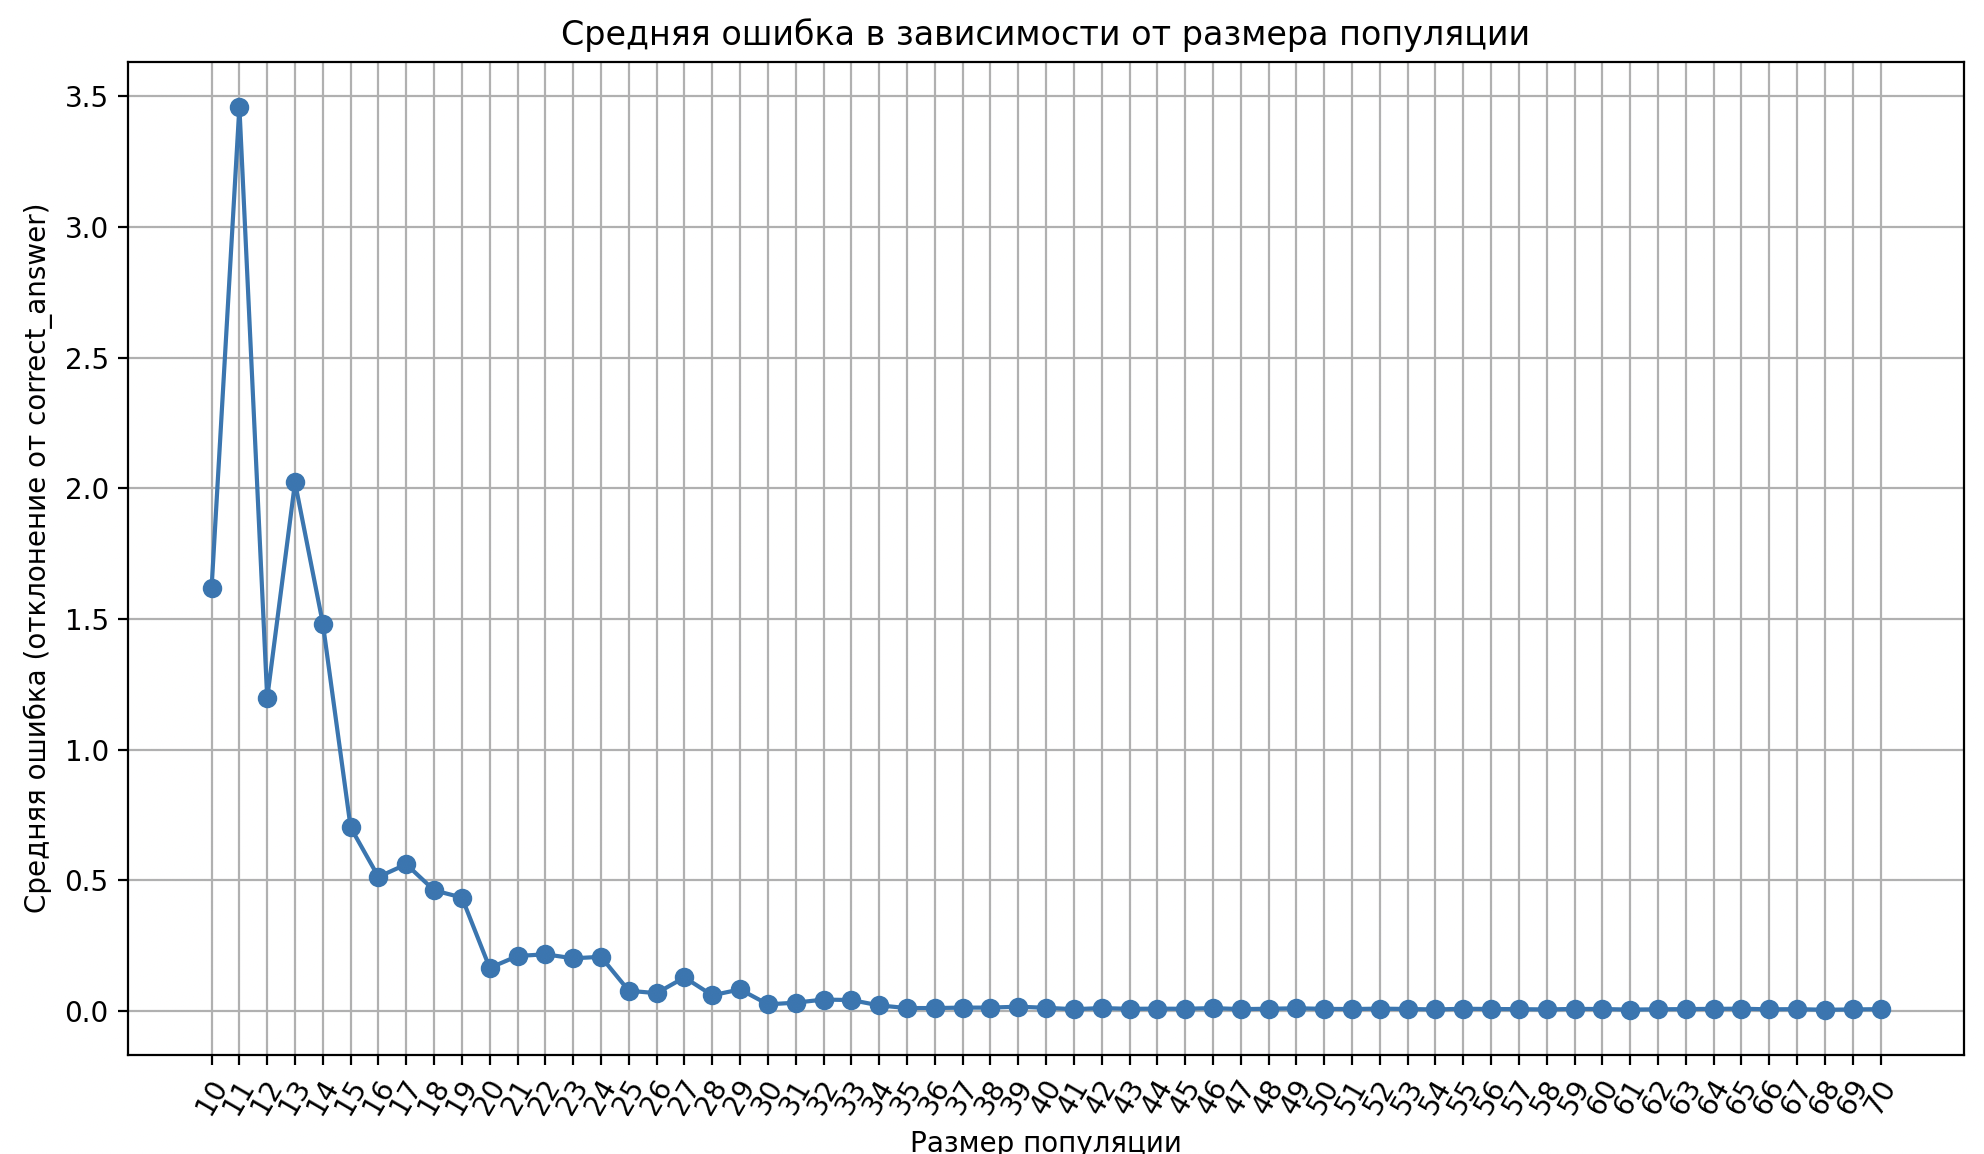 Средняя ошибка в зависимости от размера популяции
Средняя ошибка (отклонение от correct_answer)
3.5
3.0
2.5
2.0
1.5
1.0
0.5
0.0
10 11 12 13 14 15 16 17 18 19 20 21 22 23 24 25 26 27 28 29 30 31 32 33 34 35 36 37 38 39 40 41 42 43 44 45 46 47 48 49 50 51 52 53 54 55 56 57 58 59 60 61 62 63 64 65 66 67 68 69 70
Размер популяции